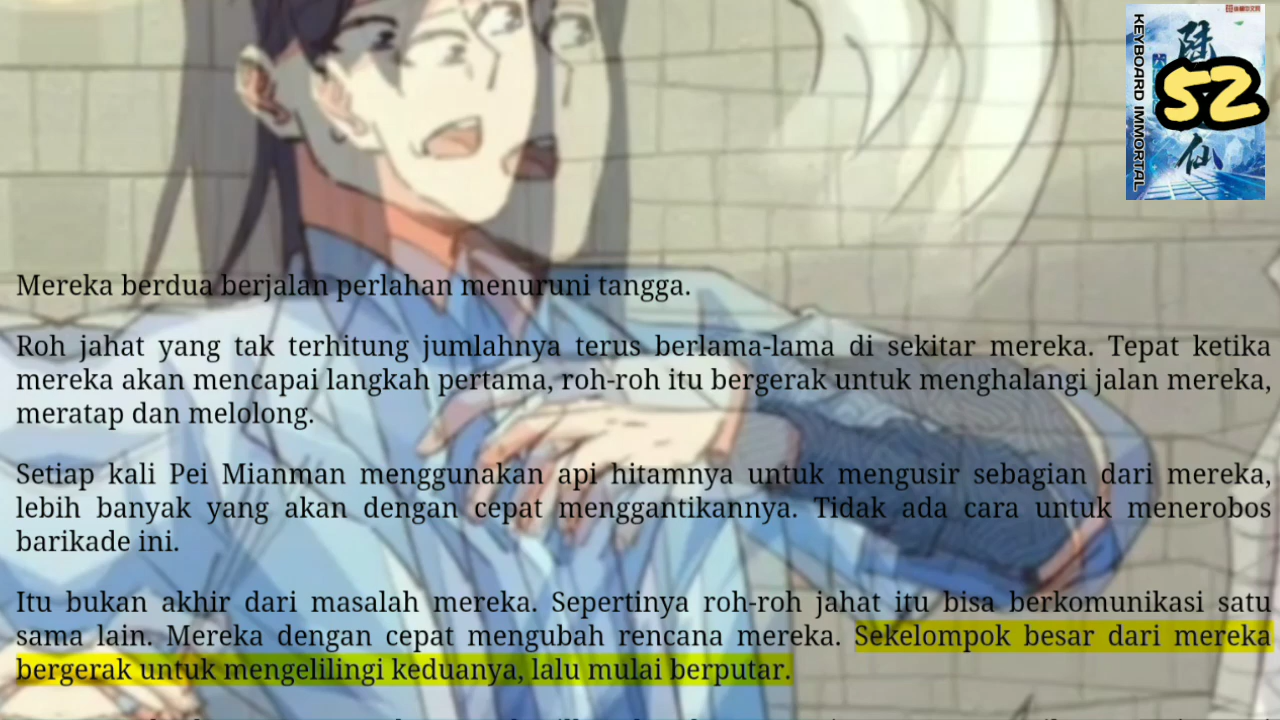 KEYBOARD IMMORTAL
陆
仙
52
Mereka berdua berjalan perlahan menuruni tangga.
Roh jahat yang tak terhitung jumlahnya terus berlama-lama di sekitar mereka. Tepat ketika
mereka akan mencapai langkah pertama, roh-roh itu bergerak untuk menghalangi jalan mereka,
meratap dan melolong.
Setiap kali Pei Mianman menggunakan api hitamnya untuk mengusir sebagian dari mereka,
lebih banyak yang akan dengan cepat menggantikannya. Tidak ada cara untuk menerobos
barikade ini.
Itu bukan akhir dari masalah mereka. Sepertinya roh-roh jahat itu bisa berkomunikasi satu
sama lain. Mereka dengan cepat mengubah rencana mereka. Sekelompok besar dari mereka
bergerak untuk mengelilingi keduanya, lalu mulai berputar.